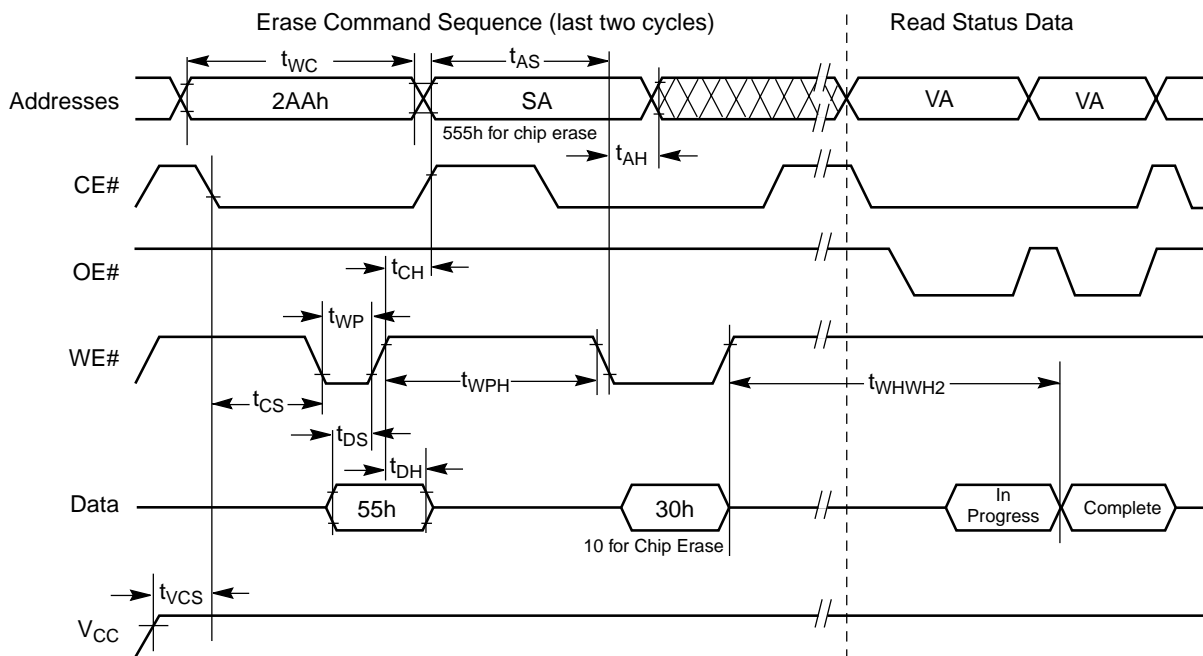 Erase Command Sequence (last two cycles)
Read Status Data
tWC
tAS
Addresses
2AAh
SA
VA
VA
555h for chip erase
tAH
CE#
OE#
tCH
tWP
WE#
tWPH
tWHWH2
tCS
tDS
tDH
Data
55h
30h
In
Progress
Complete
10 for Chip Erase
tVCS
VCC